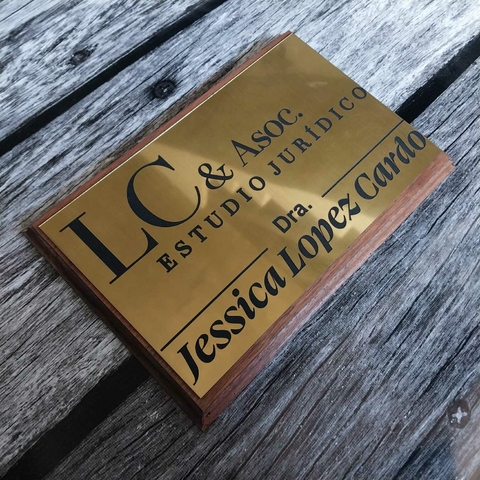 LC & ASOC.
ESTUDIO JURÍDICO
Dra.
Jessica Lopez Cardo